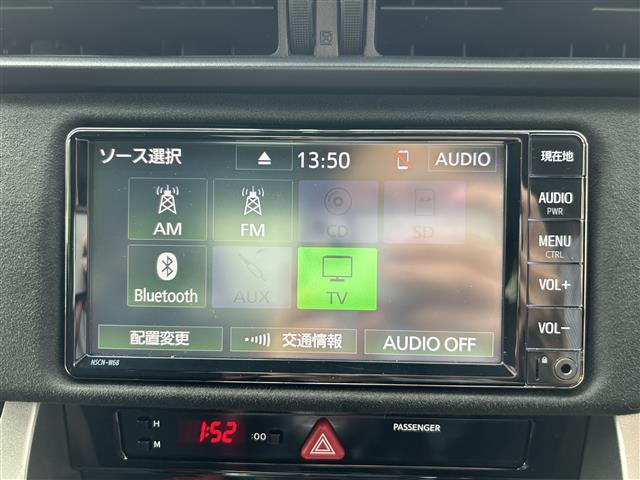 ソース選択 13:50 AUDIO 現在地
AM FM CD SD AUDIO PWR
MENU CTRL
Bluetooth AUX TV VOL+
配置変更 交通情報 AUDIO OFF VOL-
NSCN-W68
H
M
1:52 :00 PASSENGER